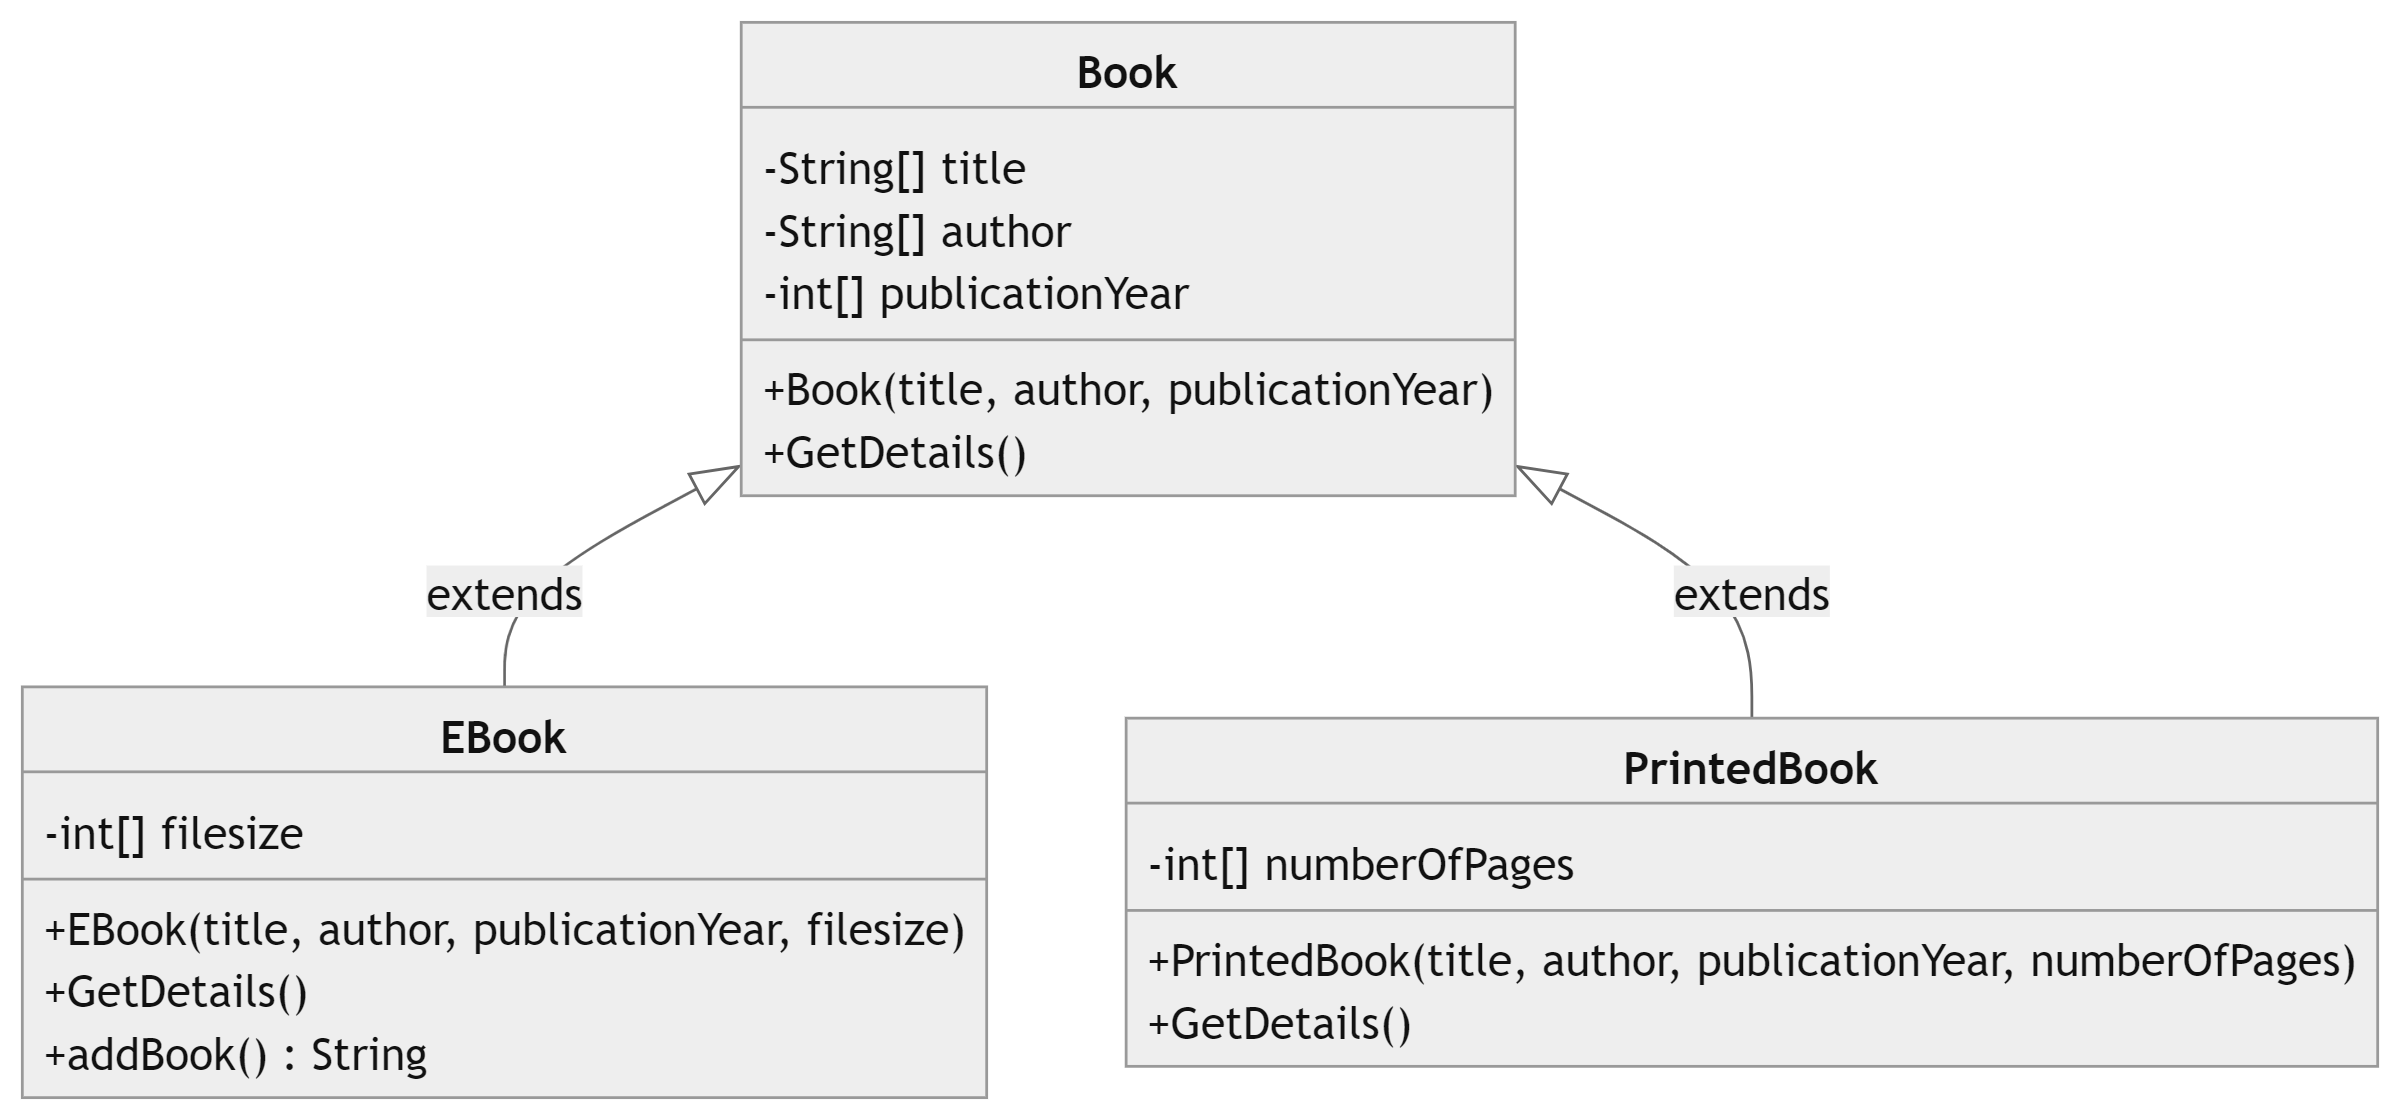 Book
-String[] title
-String[] author
-int[] publicationYear
+Book(title, author, publicationYear)
+GetDetails()
extends
extends
EBook
-int[] filesize
+EBook(title, author, publicationYear, filesize)
+GetDetails()
+addBook() : String
PrintedBook
-int[] numberOfPages
+PrintedBook(title, author, publicationYear, numberOfPages)
+GetDetails()